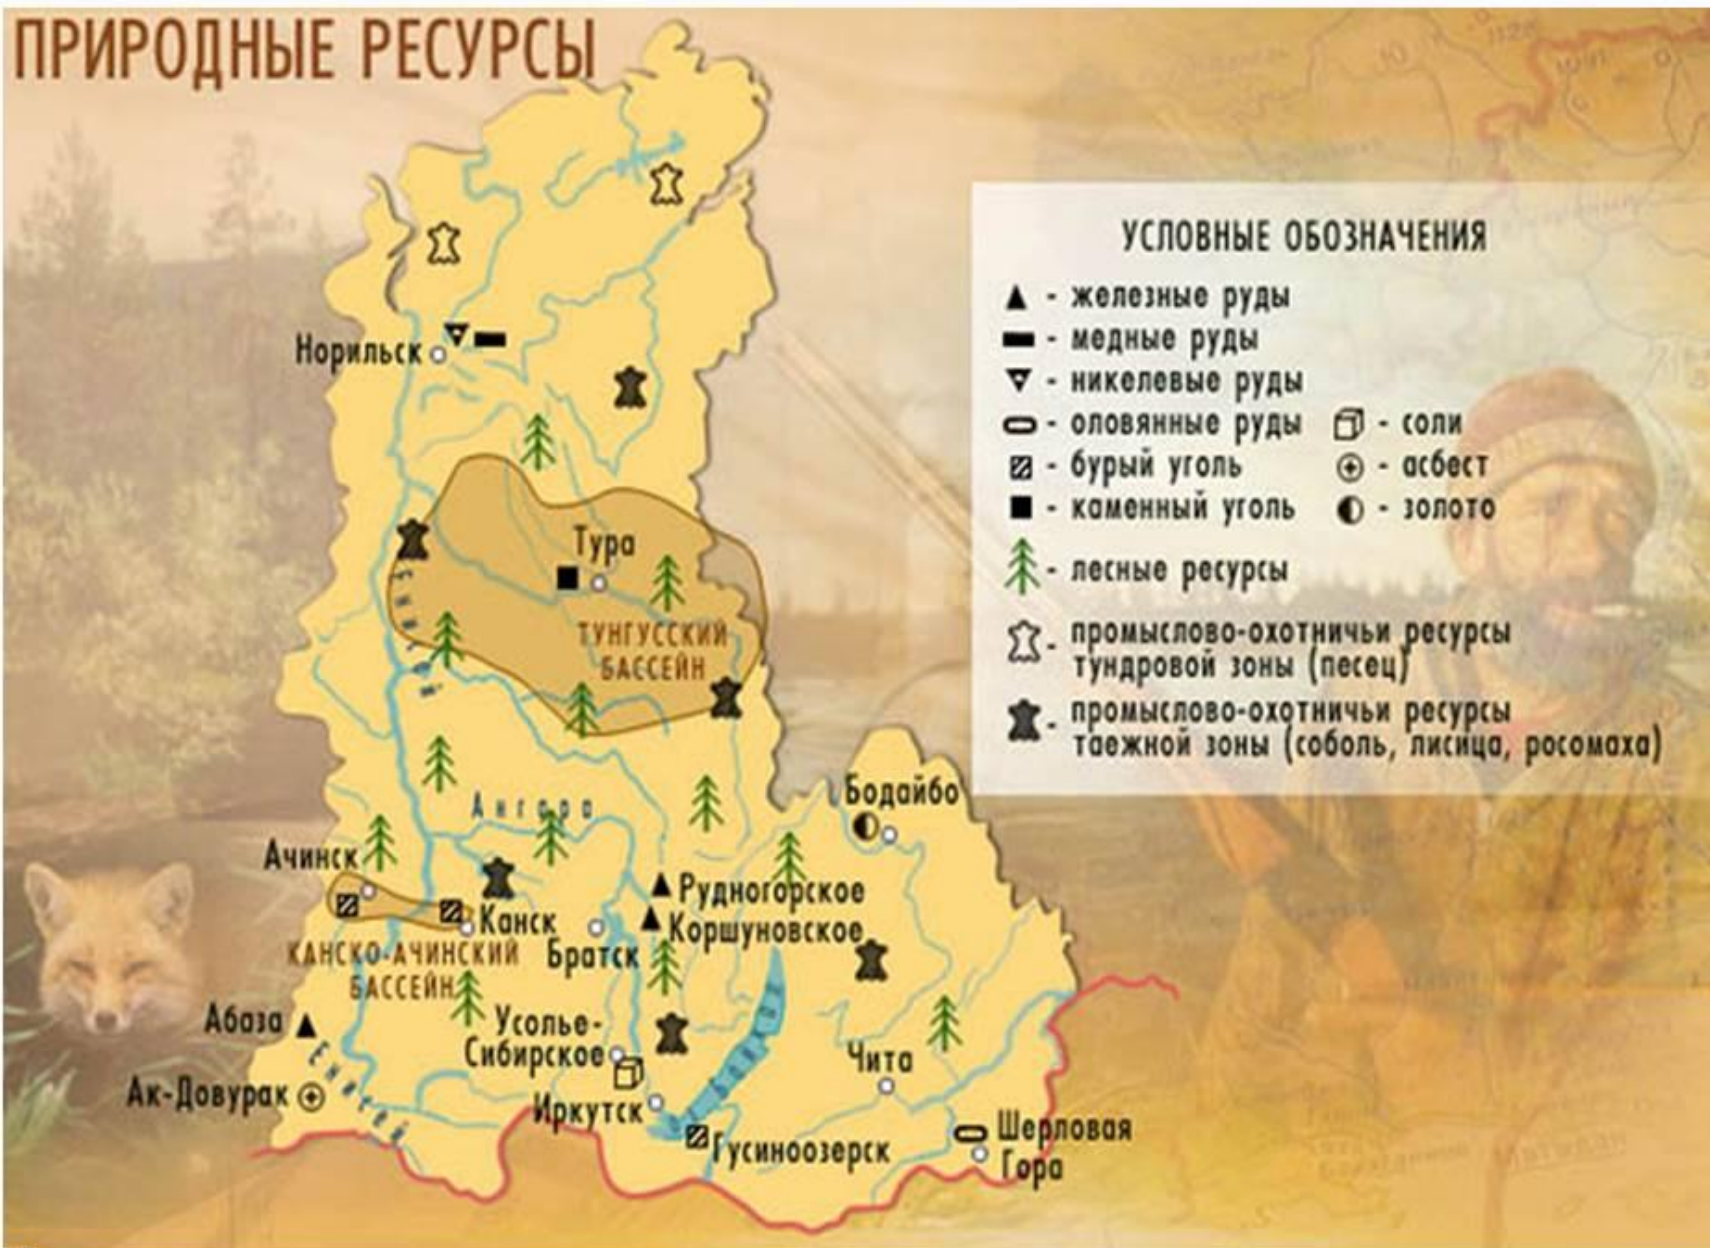 ПРИРОДНЫЕ РЕСУРСЫ
УСЛОВНЫЕ ОБОЗНАЧЕНИЯ
- железные руды
- медные руды
- никелевые руды
- оловянные руды
- соли
- бурый уголь
- асбест
- каменный уголь
- золото
- лесные ресурсы
- промыслово-охотничьи ресурсы
тундровой зоны (песец)
- промыслово-охотничьи ресурсы
таежной зоны (соболь, лисица, росомаха)
Норильск
Тура
ТУНГУССКИЙ
БАССЕЙН
Енисей
Ангара
Бодайбо
Ачинск
Рудногорское
Канск
Коршуновское
КАНСКО-АЧИНСКИЙ
БАССЕЙН
Братск
Абаза
Усолье-
Сибирское
Енисей
Чита
Ак-Довурак
Иркутск
оз. Байкал
Гусиноозерск
Шерловая
Гора